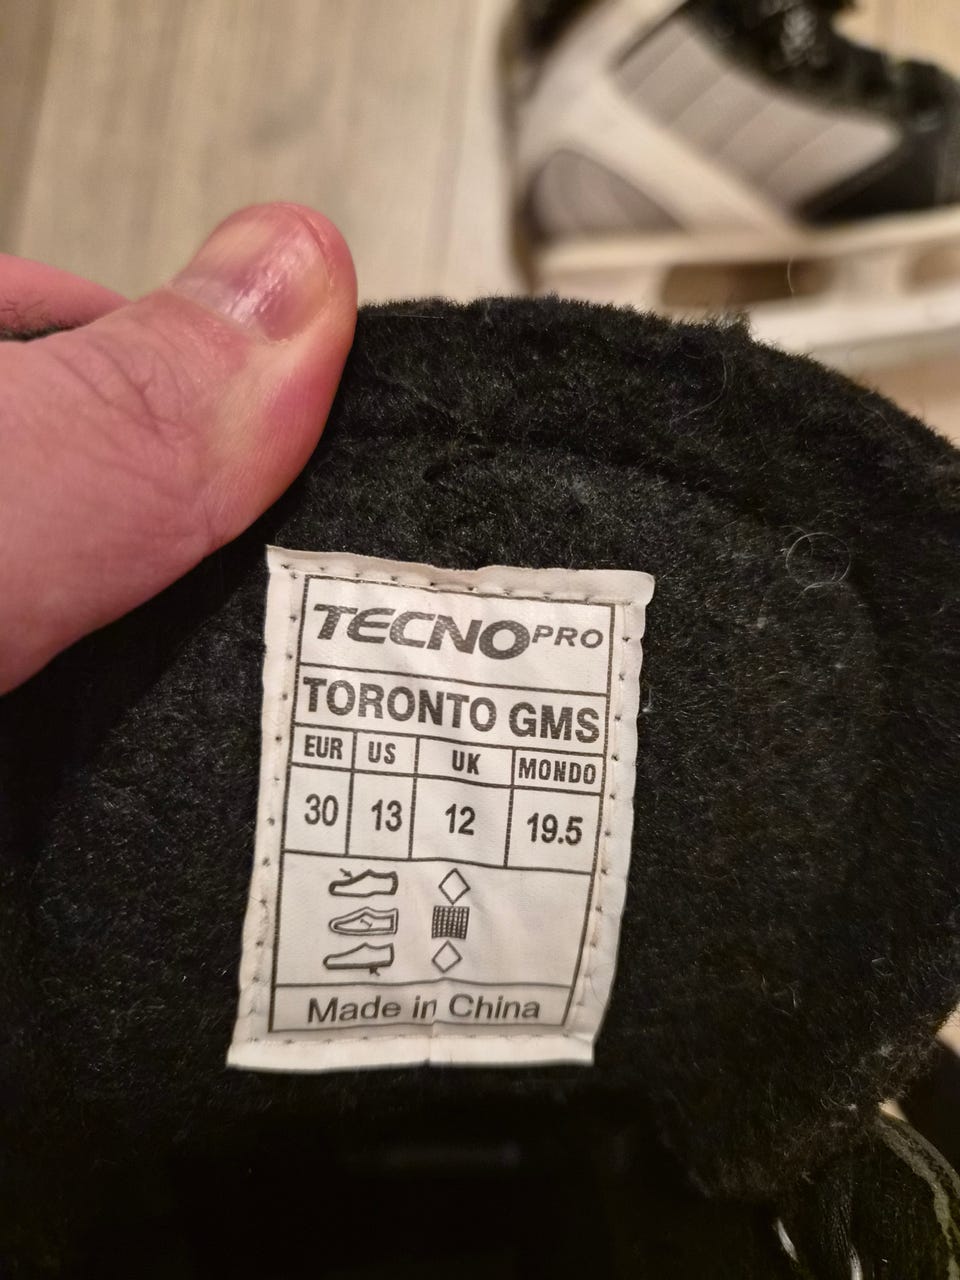 TECNOPRO
TORONTO GMS
EUR US UK MONDO
30 13 12 19.5
Made in China